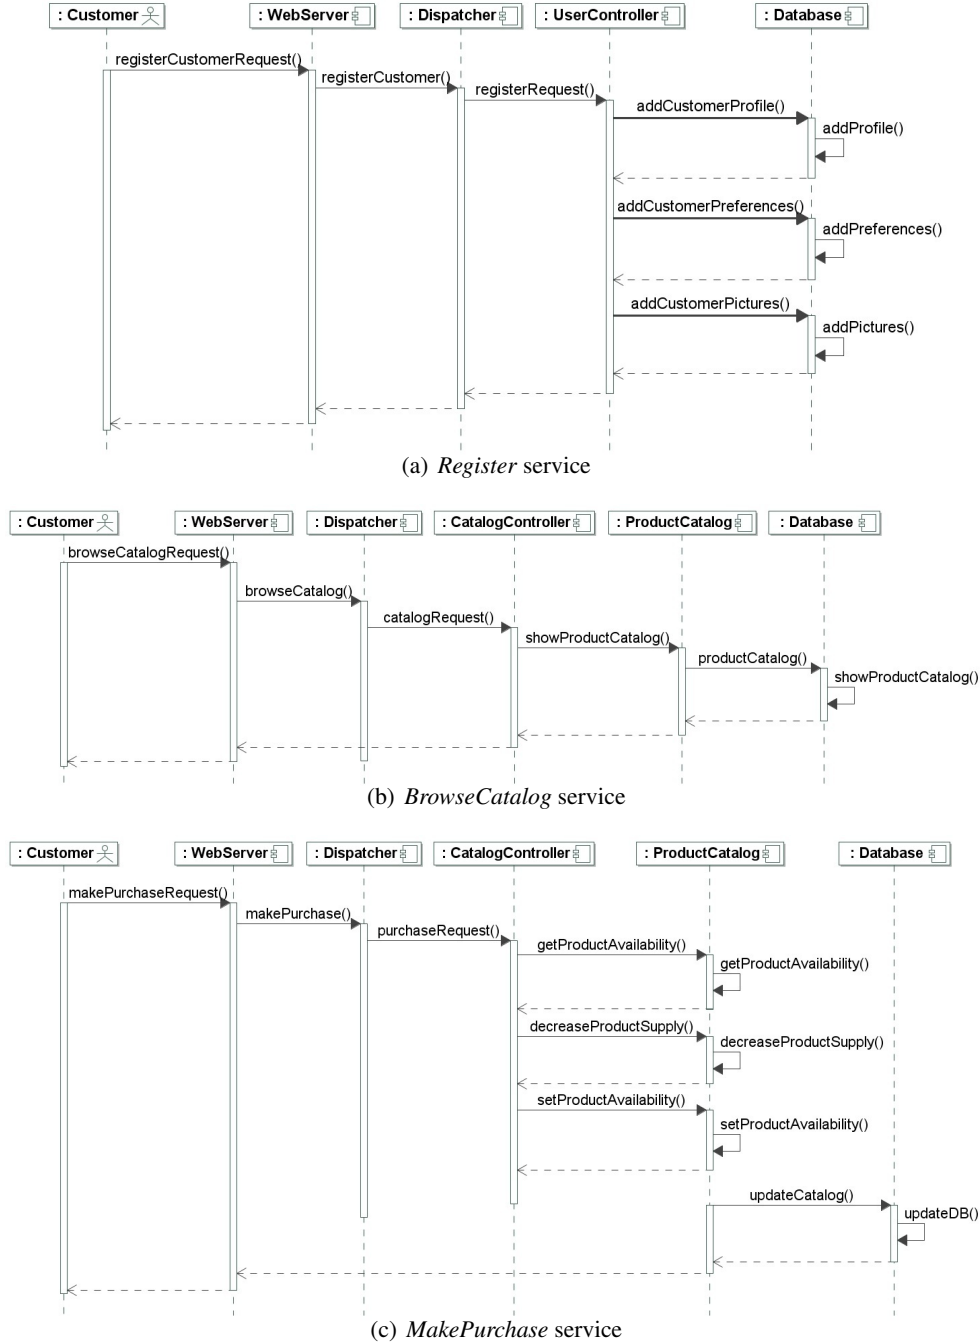 : Customer : WebServer : Dispatcher : UserController : Database
registerCustomerRequest()
registerCustomer()
registerRequest()
addCustomerProfile()
addProfile()
addCustomerPreferences()
addPreferences()
addCustomerPictures()
addPictures()
(a) Register service
: Customer : WebServer : Dispatcher : CatalogController : ProductCatalog : Database
browseCatalogRequest()
browseCatalog()
catalogRequest()
showProductCatalog()
productCatalog()
showProductCatalog()
(b) BrowseCatalog service
: Customer : WebServer : Dispatcher : CatalogController : ProductCatalog : Database
makePurchaseRequest()
makePurchase()
purchaseRequest()
getProductAvailability()
getProductAvailability()
decreaseProductSupply()
decreaseProductSupply()
setProductAvailability()
setProductAvailability()
updateCatalog()
updateDB()
(c) MakePurchase service